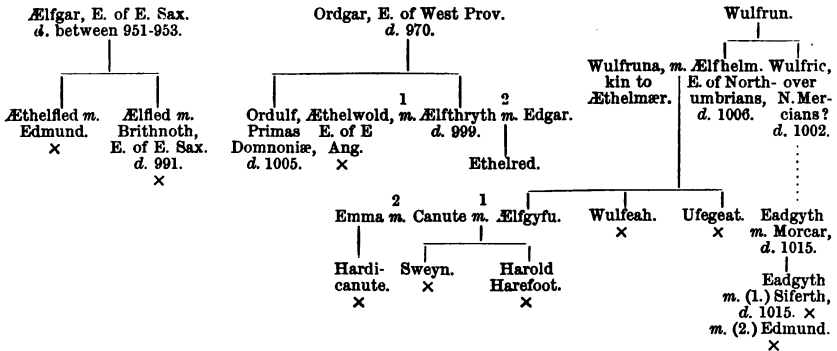 Ælfgar, E. of E. Sax.
d. between 951-953.
Æthelfled m.
Edmund.
×
Ælfled m.
Brithnoth,
E. of E. Sax.
d. 991.
×
Ordgar, E. of West Prov.
d. 970.
Ordulf,
Primas
Domnoniæ,
d. 1005.
1 2
Æthelwold, m. Ælfthryth m. Edgar.
E. of E
Ang.
×
d. 999.
Ethelred.
Wulfrun.
Wulfruna, m. Ælfhelm.
kin to
Æthelmær.
E. of North-
umbrians,
d. 1006.
Wulfric,
over
N. Mer-
cians?
d. 1002.
2 1
Emma m. Canute m. Ælfgyfu.
Wulfeah.
×
Ufegeat.
×
Eadgyth
m. Morcar,
d. 1015.
Hardi-
canute.
×
Sweyn.
×
Harold
Harefoot.
×
Eadgyth
m. (1.) Siferth,
d. 1015. ×
m. (2.) Edmund.
×